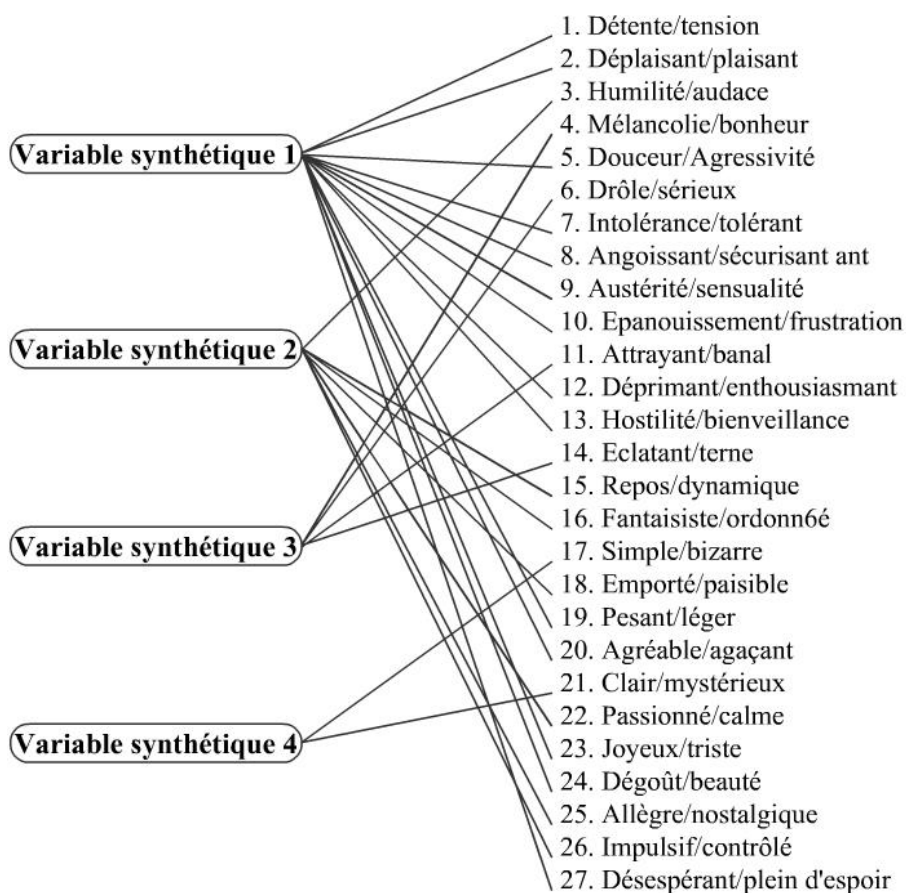 1. Détente/tension
2. Déplaisant/plaisant
3. Humilité/audace
4. Mélancolie/bonheur
Variable synthétique 1
5. Douceur/Agressivité
6. Drôle/sérieux
7. Intolérance/tolérant
8. Angoissant/sécurisant ant
9. Austérité/sensualité
10. Epanouissement/frustration
Variable synthétique 2
11. Attrayant/banal
12. Déprimant/enthousiasmant
13. Hostilité/bienveillance
14. Eclatant/terne
15. Repos/dynamique
16. Fantaisiste/ordonn6é
Variable synthétique 3
17. Simple/bizarre
18. Emporté/paisible
19. Pesant/léger
20. Agréable/agaçant
21. Clair/mystérieux
22. Passionné/calme
Variable synthétique 4
23. Joyeux/triste
24. Dégoût/beauté
25. Allègre/nostalgique
26. Impulsif/contrôlé
27. Désespérant/plein d'espoir